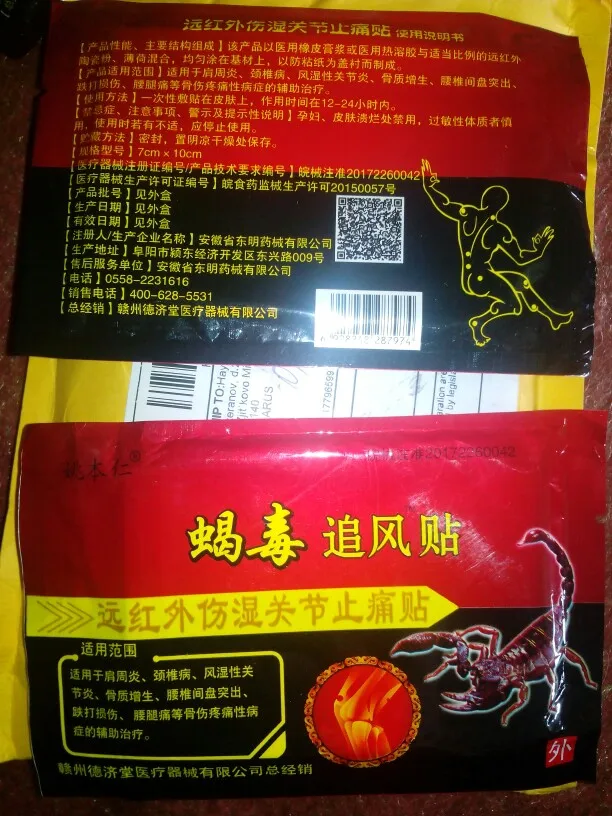 远红外伤湿关节止痛贴 使用说明书
【产品性能、主要结构组成】该产品以医用橡皮膏浆或医用热溶胶与适当比例的远红外
陶瓷粉、薄荷混合，均匀涂在基材上，以防粘纸为盖衬而制成。
【产品适用范围】适用于肩周炎、颈椎病、风湿性关节炎、骨质增生、腰椎间盘突出、
跌打损伤、腰腿痛等骨伤疼痛性病症的辅助治疗。
【使用方法】一次性敷贴在皮肤上，作用时间在12-24小时内。
【禁忌症、注意事项、警示及提示性说明】孕妇、皮肤溃烂处禁用，过敏性体质者慎
用，使用时若有不适，应停止使用。
【贮藏方法】密封，置阴凉干燥处保存。
【规格型号】7cm×10cm
【医疗器械注册证编号/产品技术要求编号】皖械注准20172260042
【医疗器械生产许可证编号】皖食药监械生产许可20150057号
【产品批号】见外盒
【生产日期】见外盒
【有效日期】见外盒
【注册人/生产企业名称】安徽省东明药械有限公司
【生产地址】阜阳市颍东经济开发区东兴路009号
【售后服务单位】安徽省东明药械有限公司
【电话】0558-2231616
【销售电话】400-628-5531
【总经销】赣州德济堂医疗器械有限公司
287974
IP TO:Hay
eranov, d.
140
ARUS
17796599
aration are
by legisl
姚本仁®
准20172260042
蝎毒 追风贴
远红外伤湿关节止痛贴
适用范围
适用于肩周炎、颈椎病、风湿性关
节炎、骨质增生、腰椎间盘突出、
跌打损伤、腰腿痛等骨伤疼痛性病
症的辅助治疗。
外
赣州德济堂医疗器械有限公司总经销